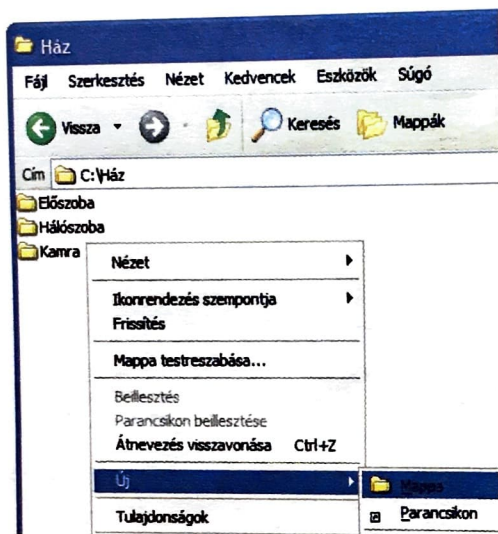 Ház
Fájl Szerkesztés Nézet Kedvencek Eszközök Súgó
Vissza Keresés Mappák
Cím C:\Ház
Előszoba
Hálószoba
Kamra
Nézet
Ikonrendezés szempontja
Frissítés
Mappa testreszabása...
Beillesztés
Parancsikon beillesztése
Átnevezés visszavonása Ctrl+Z
Új Mappa
Tulajdonságok Parancsikon